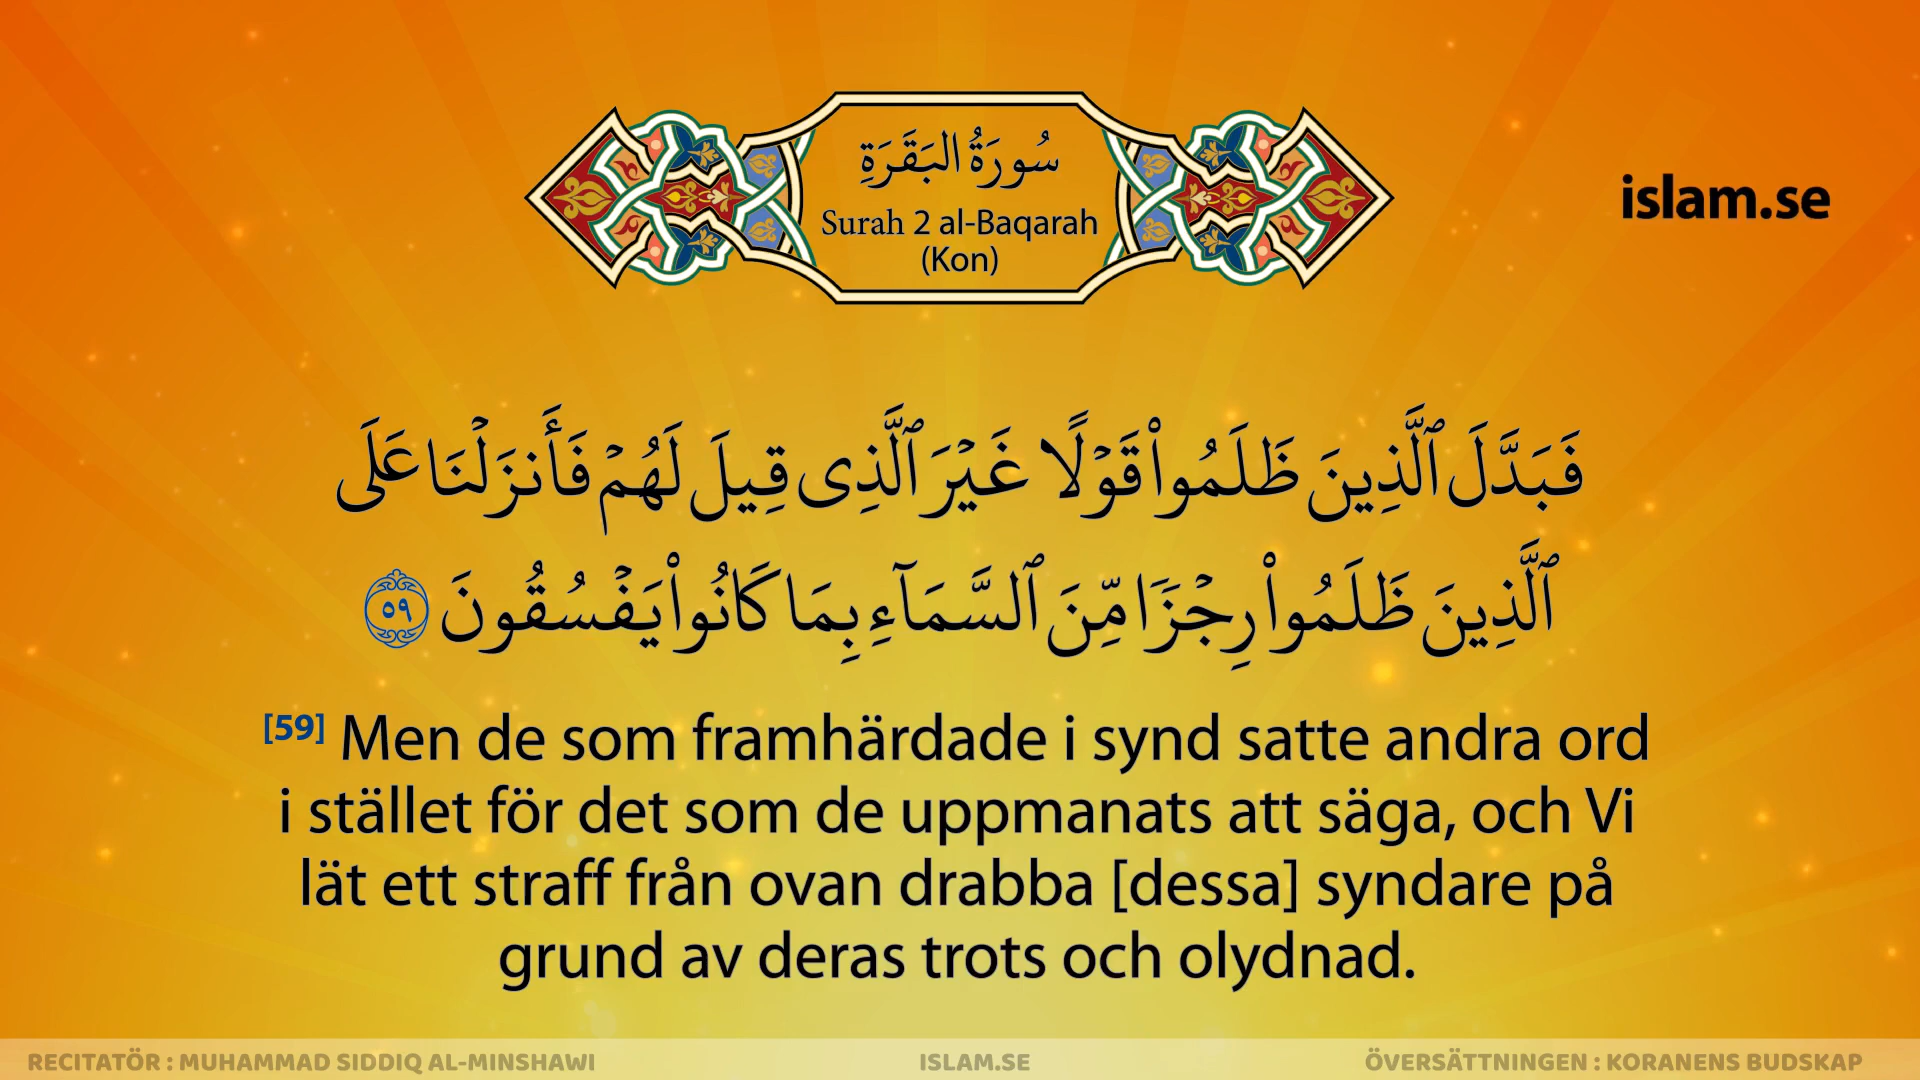 سُورَةُ البَقَرَةِ
Surah 2 al-Baqarah
(Kon)
islam.se
فَبَدَّلَ ٱلَّذِينَ ظَلَمُوا۟ قَوْلًا غَيْرَ ٱلَّذِى قِيلَ لَهُمْ فَأَنزَلْنَا عَلَى
ٱلَّذِينَ ظَلَمُوا۟ رِجْزًا مِّنَ ٱلسَّمَآءِ بِمَا كَانُوا۟ يَفْسُقُونَ ٥٩
[59] Men de som framhärdade i synd satte andra ord
i stället för det som de uppmanats att säga, och Vi
lät ett straff från ovan drabba [dessa] syndare på
grund av deras trots och olydnad.
RECITATÖR : MUHAMMAD SIDDIQ AL-MINSHAWI
ISLAM.SE
ÖVERSÄTTNINGEN : KORANENS BUDSKAP